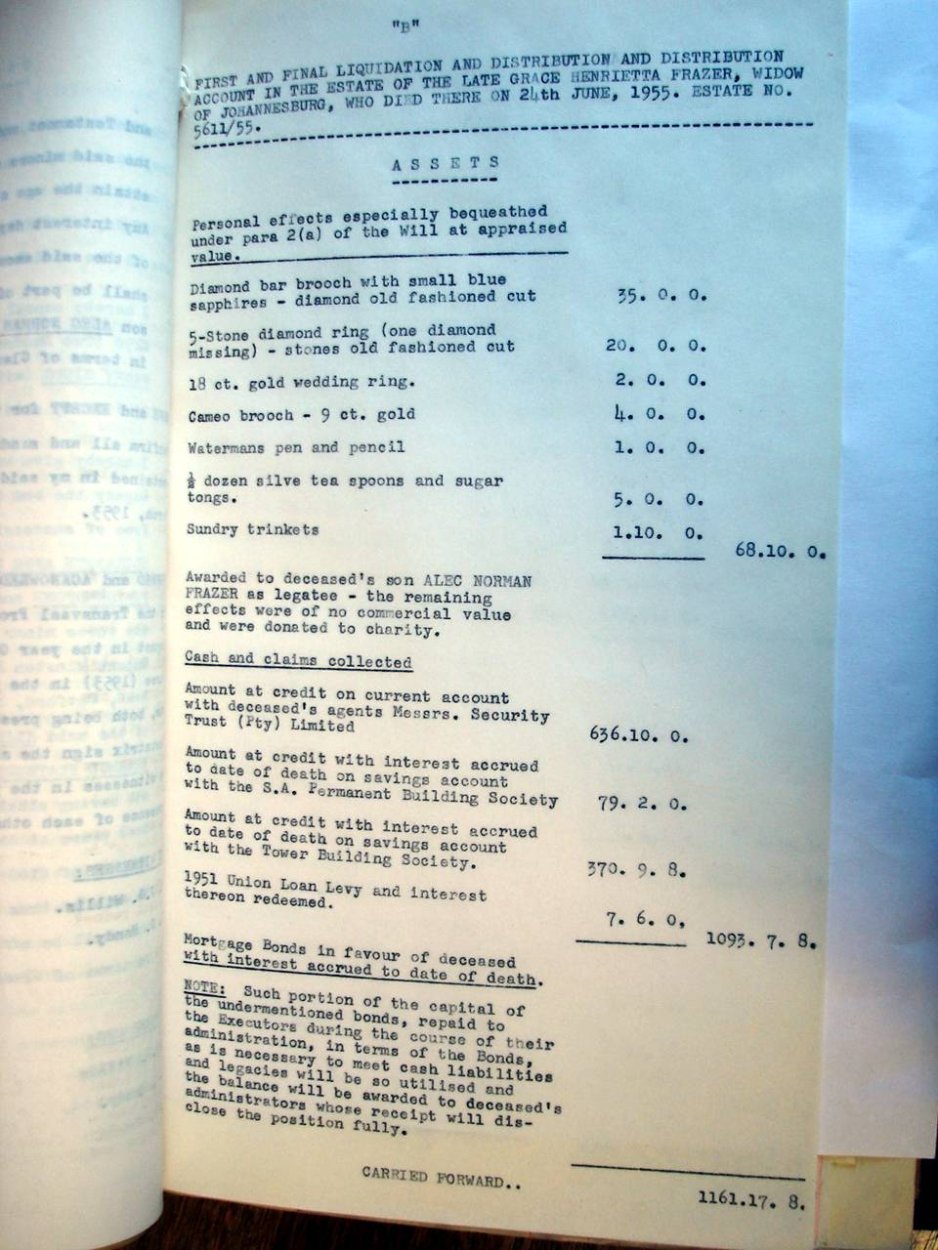 "B"
FIRST AND FINAL LIQUIDATION AND DISTRIBUTION AND DISTRIBUTION
ACCOUNT IN THE ESTATE OF THE LATE GRACE HENRIETTA FRAZER, WIDOW
OF JOHANNESBURG, WHO DIED THERE ON 24th JUNE, 1955. ESTATE NO.
5611/55.
A S S E T S
Personal effects especially bequeathed
under para 2(a) of the Will at appraised
value.
Diamond bar brooch with small blue
sapphires - diamond old fashioned cut 35. 0. 0.
5-Stone diamond ring (one diamond
missing) - stones old fashioned cut 20. 0. 0.
18 ct. gold wedding ring. 2. 0. 0.
Cameo brooch - 9 ct. gold 4. 0. 0.
Watermans pen and pencil 1. 0. 0.
½ dozen silve tea spoons and sugar
tongs. 5. 0. 0.
Sundry trinkets 1.10. 0.
68.10. 0.
Awarded to deceased's son ALEC NORMAN
FRAZER as legatee - the remaining
effects were of no commercial value
and were donated to charity.
Cash and claims collected
Amount at credit on current account
with deceased's agents Messrs. Security
Trust (Pty) Limited 636.10. 0.
Amount at credit with interest accrued
to date of death on savings account
with the S.A. Permanent Building Society 79. 2. 0.
Amount at credit with interest accrued
to date of death on savings account
with the Tower Building Society. 370. 9. 8.
1951 Union Loan Levy and interest
thereon redeemed. 7. 6. 0,
1093. 7. 8.
Mortgage Bonds in favour of deceased
with interest accrued to date of death.
NOTE: Such portion of the capital of
the undermentioned bonds, repaid to
the Executors during the course of their
administration, in terms of the Bonds,
as is necessary to meet cash liabilities
and legacies will be so utilised and
the balance will be awarded to deceased's
administrators whose receipt will dis-
close the position fully.
CARRIED FORWARD.. 1161.17. 8.